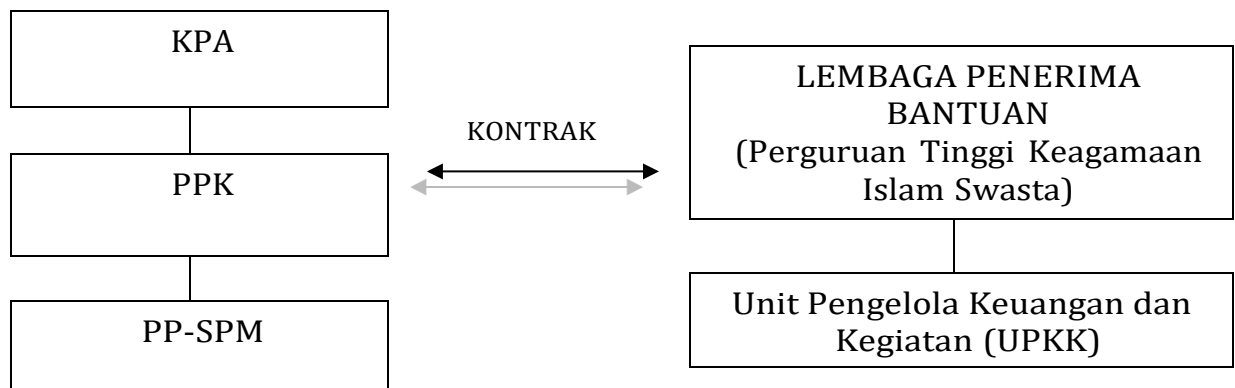 KPA
PPK
PP-SPM
KONTRAK
LEMBAGA PENERIMA
BANTUAN
(Perguruan Tinggi Keagamaan
Islam Swasta)
Unit Pengelola Keuangan dan
Kegiatan (UPKK)